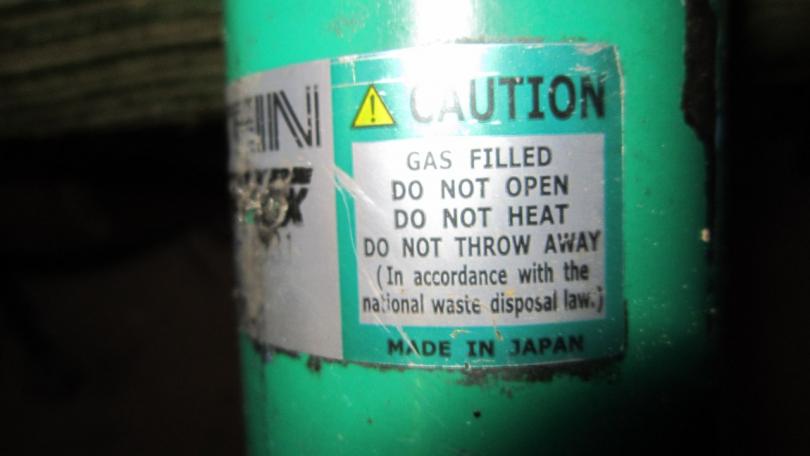 CAUTION
GAS FILLED
DO NOT OPEN
DO NOT HEAT
DO NOT THROW AWAY
(In accordance with the
national waste disposal law.)
MADE IN JAPAN